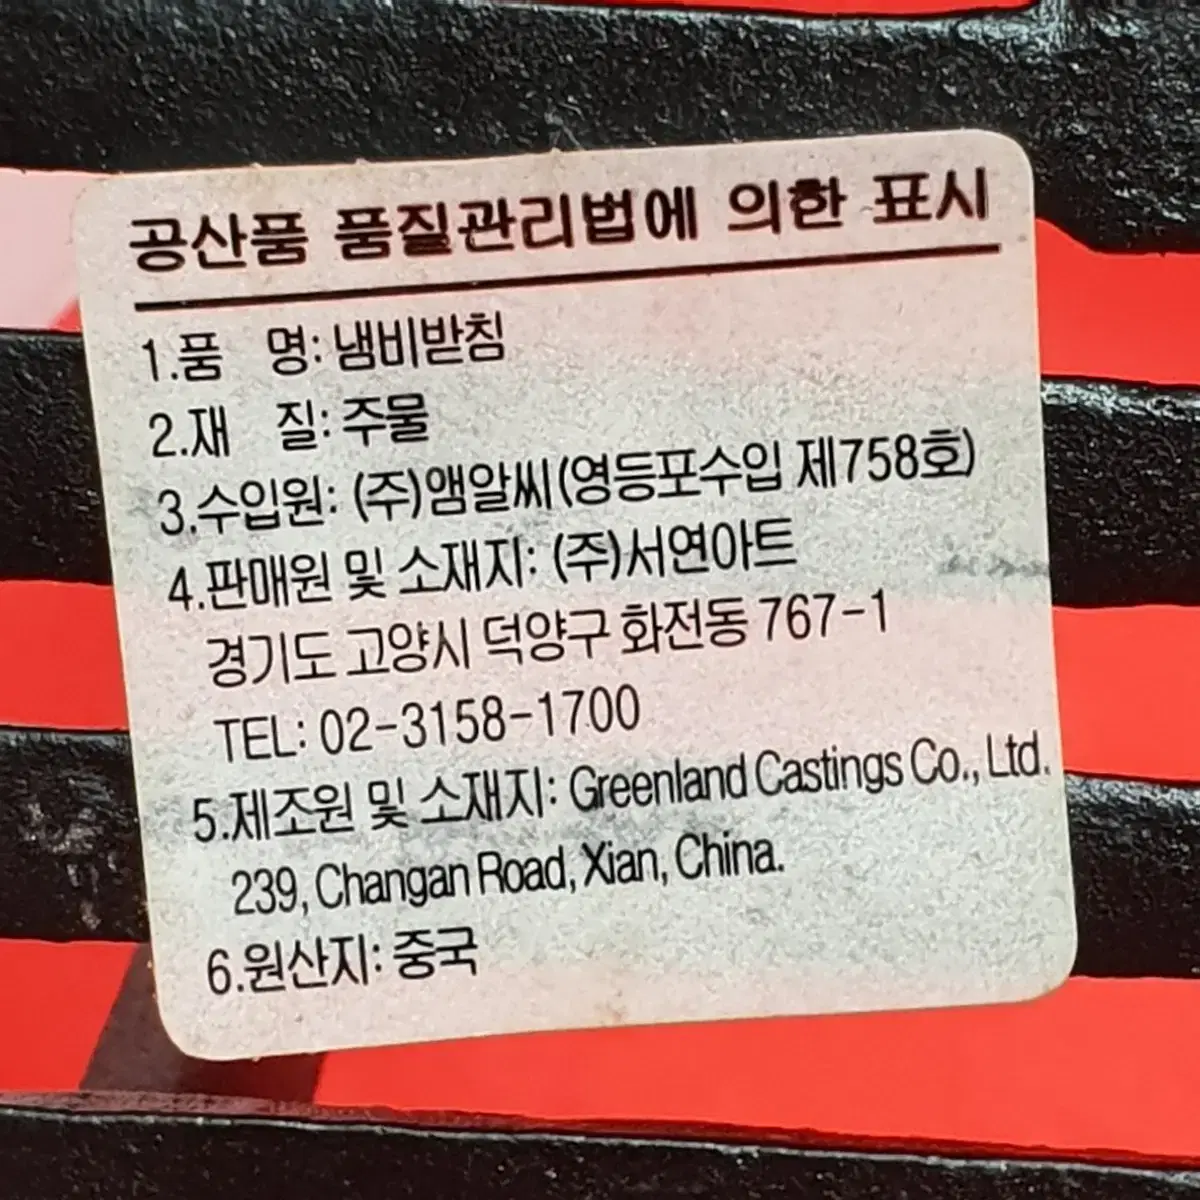 공산품 품질관리법에 의한 표시
1.품 명: 냄비받침
2.재 질: 주물
3.수입원: (주)앰알씨(영등포수입 제758호)
4.판매원 및 소재지: (주)서연아트
경기도 고양시 덕양구 화전동 767-1
TEL: 02-3158-1700
5.제조원 및 소재지: Greenland Castings Co., Ltd.
239, Changan Road, Xian, China.
6.원산지: 중국